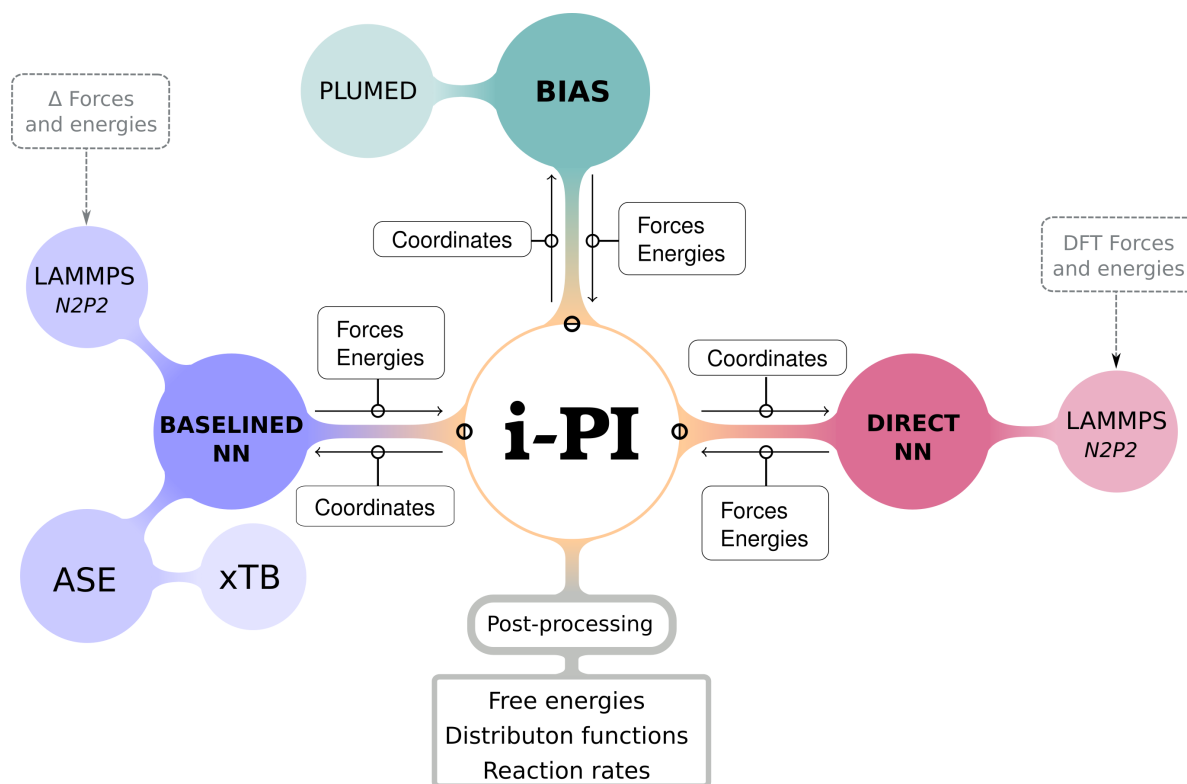 PLUMED
BIAS
Δ Forces
and energies
Coordinates
Forces
Energies
LAMMPS
N2P2
DFT Forces
and energies
Forces
Energies
Coordinates
BASELINED
NN
i-PI
DIRECT
NN
LAMMPS
N2P2
Coordinates
Forces
Energies
ASE
xTB
Post-processing
Free energies
Distributon functions
Reaction rates